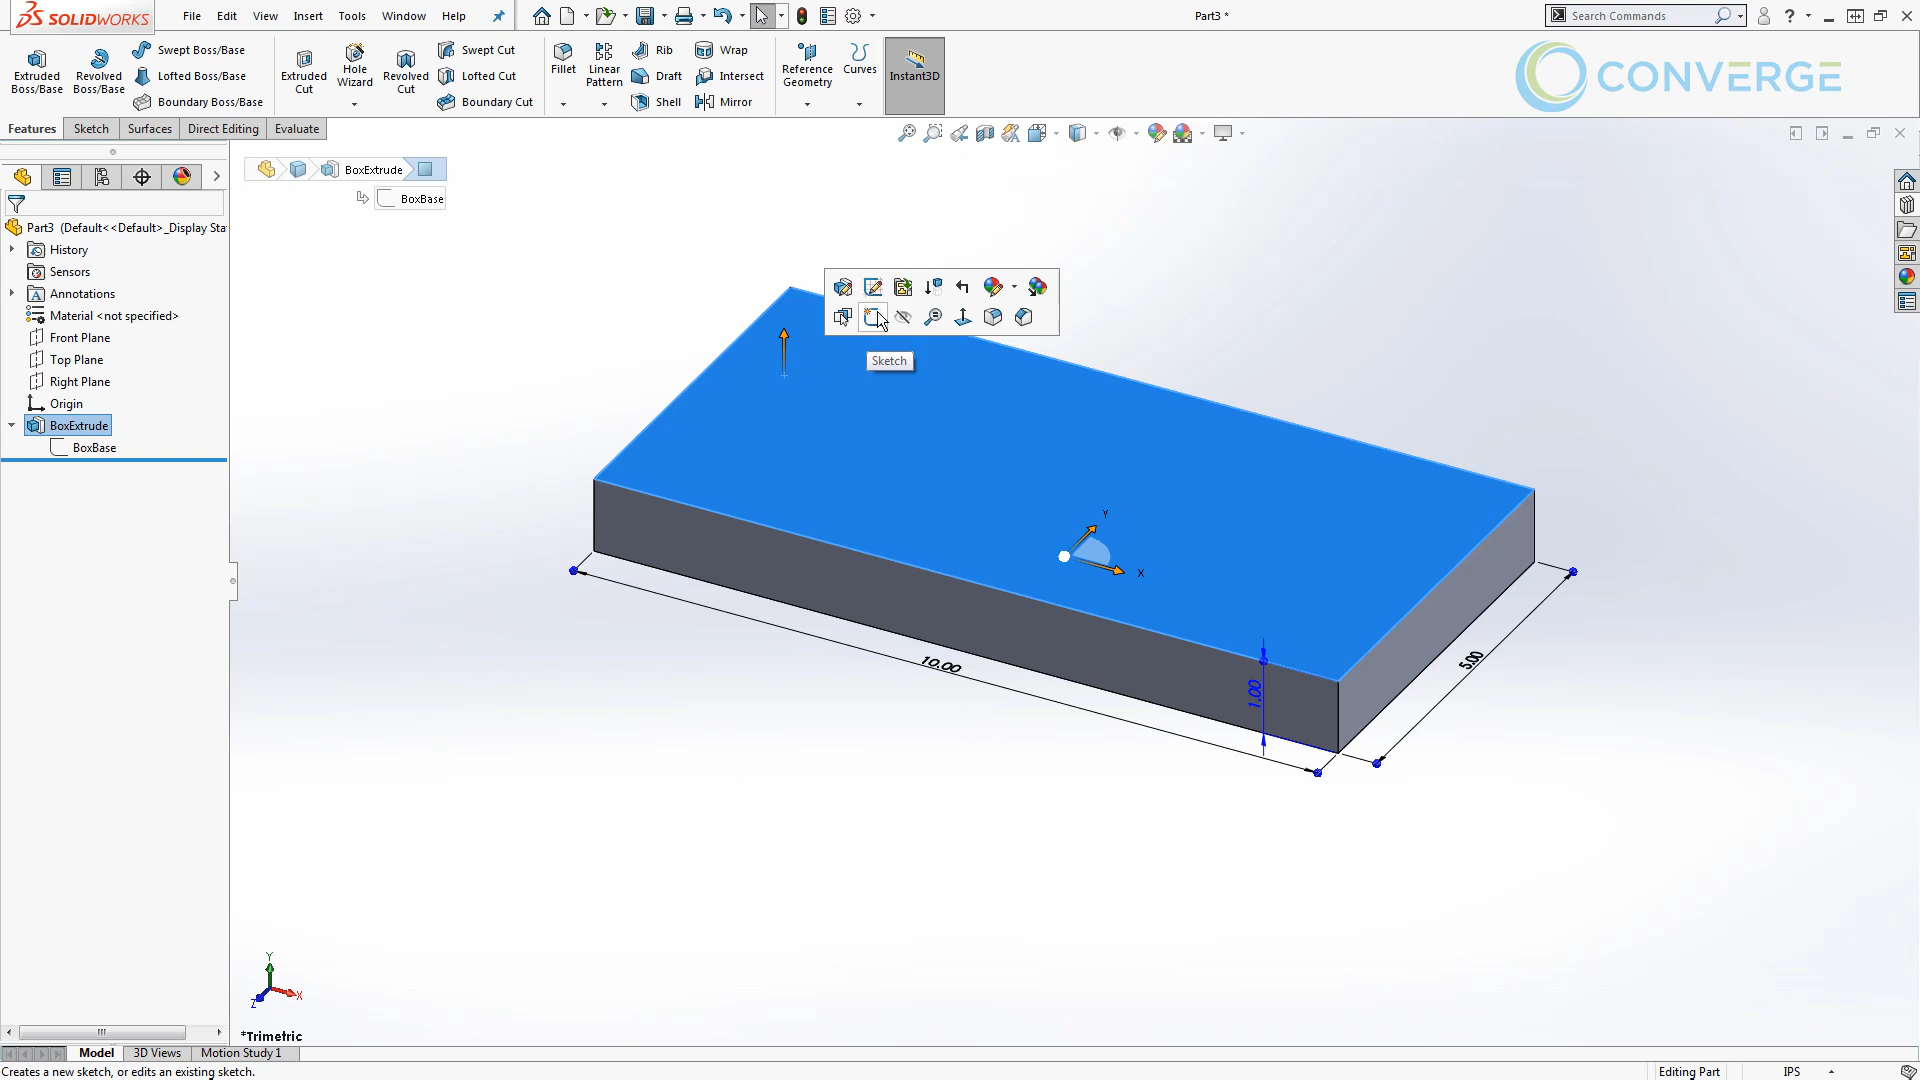 SOLIDWORKS
File Edit View Insert Tools Window Help
Part3 *
Search Commands
Extruded Boss/Base
Revolved Boss/Base
Swept Boss/Base
Lofted Boss/Base
Boundary Boss/Base
Extruded Cut
Hole Wizard
Revolved Cut
Swept Cut
Lofted Cut
Boundary Cut
Fillet
Linear Pattern
Rib
Draft
Shell
Wrap
Intersect
Mirror
Reference Geometry
Curves
Instant3D
CONVERGE
Features Sketch Surfaces Direct Editing Evaluate
BoxExtrude
BoxBase
Part3 (Default<<Default>_Display Sta
History
Sensors
Annotations
Material <not specified>
Front Plane
Top Plane
Right Plane
Origin
BoxExtrude
BoxBase
Sketch
Y
X
10.00
1.00
5.00
Y
X
Z
*Trimetric
Model 3D Views Motion Study 1
Creates a new sketch, or edits an existing sketch.
Editing Part IPS